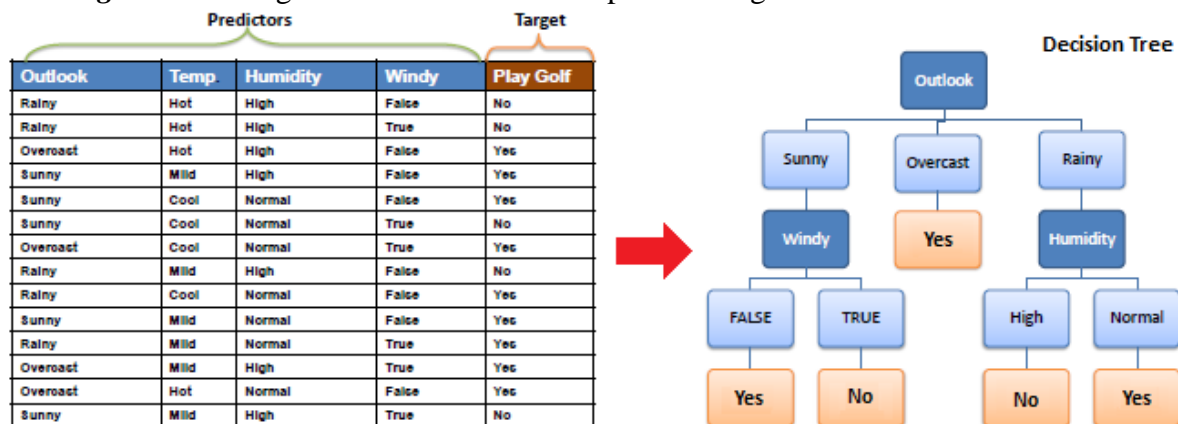 Predictors Target
Outlook Temp. Humidity Windy Play Golf
Rainy Hot High False No
Rainy Hot High True No
Overcast Hot High False Yes
Sunny Mild High False Yes
Sunny Cool Normal False Yes
Sunny Cool Normal True No
Overcast Cool Normal True Yes
Rainy Mild High False No
Rainy Cool Normal False Yes
Sunny Mild Normal False Yes
Rainy Mild Normal True Yes
Overcast Mild High True Yes
Overcast Hot Normal False Yes
Sunny Mild High True No
Decision Tree
Outlook
Sunny Overcast Rainy
Windy Yes Humidity
FALSE TRUE High Normal
Yes No No Yes